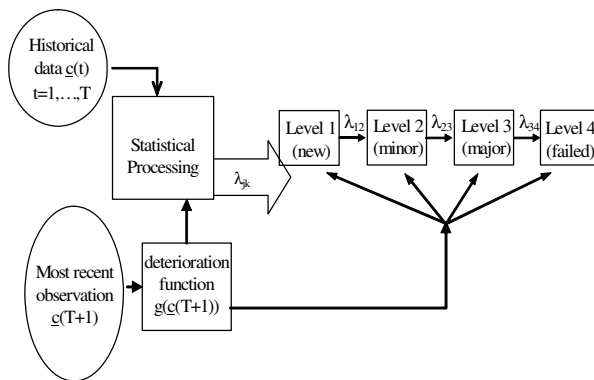 Historical
data c(t)
t=1,…,T
Statistical
Processing
λjk
Level 1
(new)
λ12
Level 2
(minor)
λ23
Level 3
(major)
λ34
Level 4
(failed)
Most recent
observation
c(T+1)
deterioration
function
g(c(T+1))